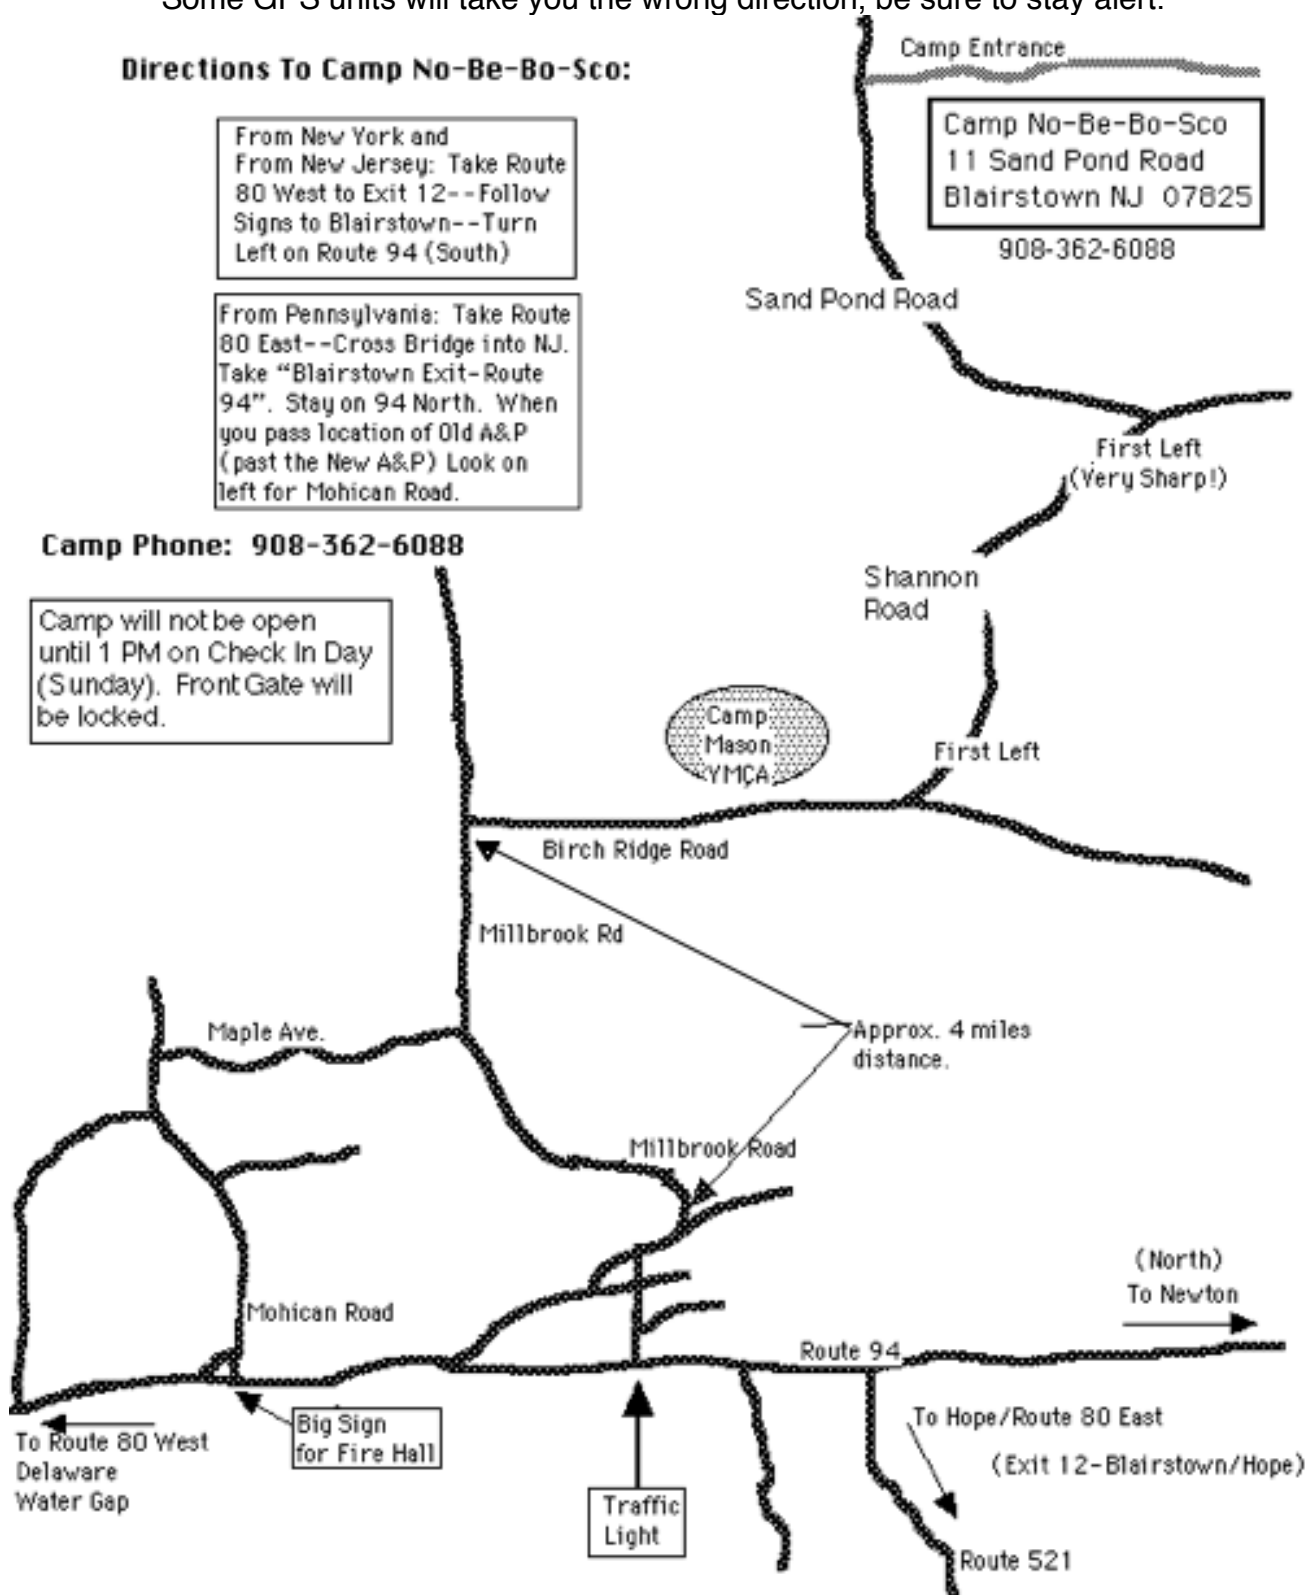 Some GPS units will take you the wrong direction, be sure to stay alert.
Directions To Camp No-Be-Bo-Sco:
From New York and
From New Jersey: Take Route
80 West to Exit 12--Follow
Signs to Blairstown--Turn
Left on Route 94 (South)
From Pennsylvania: Take Route
80 East--Cross Bridge into NJ.
Take “Blairstown Exit-Route
94”. Stay on 94 North. When
you pass location of Old A&P
(past the New A&P) Look on
left for Mohican Road.
Camp Phone: 908-362-6088
Camp will not be open
until 1 PM on Check In Day
(Sunday). Front Gate will
be locked.
Camp Entrance
Camp No-Be-Bo-Sco
11 Sand Pond Road
Blairstown NJ 07825
908-362-6088
Sand Pond Road
First Left
(Very Sharp!)
Shannon
Road
Camp
Mason
YMCA
First Left
Birch Ridge Road
Millbrook Rd
Maple Ave.
Approx. 4 miles
distance.
Millbrook Road
(North)
To Newton
Mohican Road
Route 94
Big Sign
for Fire Hall
To Route 80 West
Delaware
Water Gap
To Hope/Route 80 East
(Exit 12-Blairstown/Hope)
Traffic
Light
Route 521